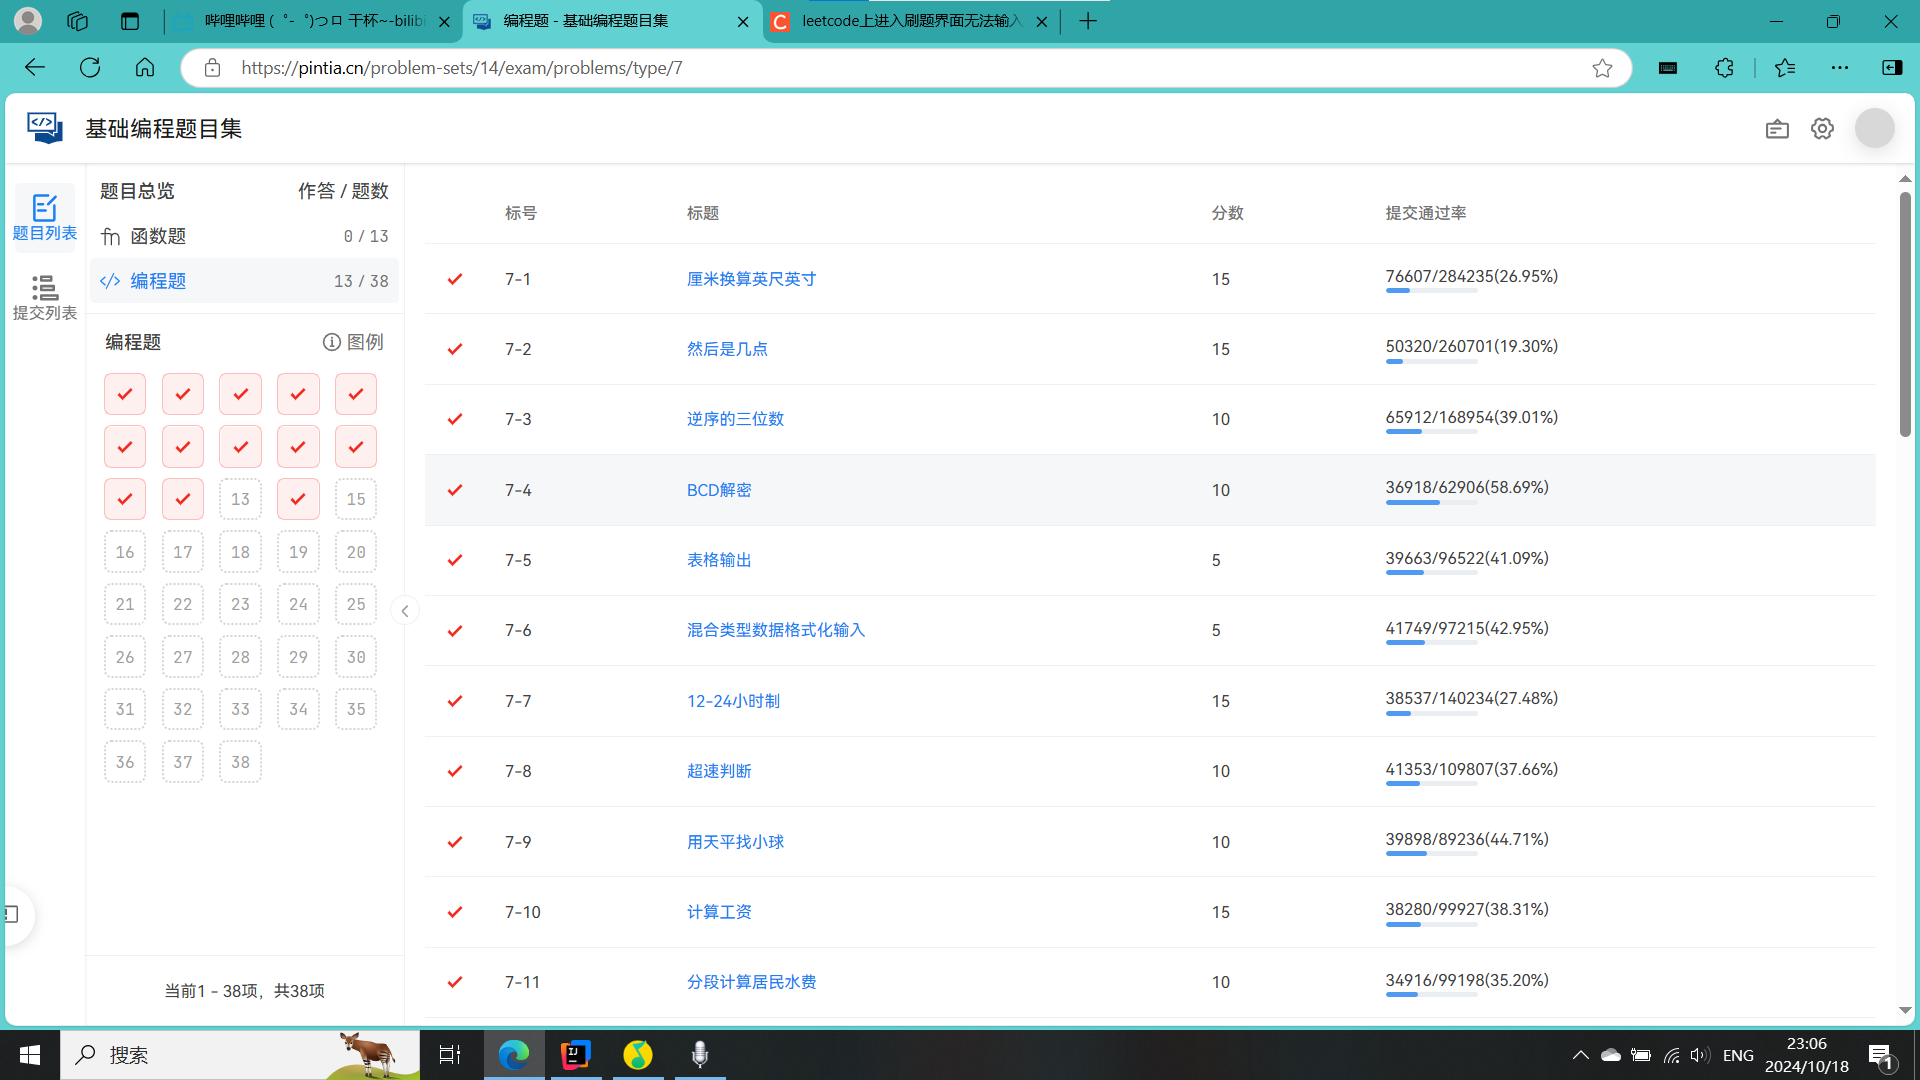 哔哩哔哩 (゜-゜)つロ 干杯~-bilibi
编程题 - 基础编程题目集
leetcode上进入刷题界面无法输入
https://pintia.cn/problem-sets/14/exam/problems/type/7
基础编程题目集
题目列表
提交列表
题目总览 作答 / 题数
函数题 0 / 13
编程题 13 / 38
编程题 图例
13 15
16 17 18 19 20
21 22 23 24 25
26 27 28 29 30
31 32 33 34 35
36 37 38
当前1 - 38项，共38项
标号 标题 分数 提交通过率
7-1 厘米换算英尺英寸 15 76607/284235(26.95%)
7-2 然后是几点 15 50320/260701(19.30%)
7-3 逆序的三位数 10 65912/168954(39.01%)
7-4 BCD解密 10 36918/62906(58.69%)
7-5 表格输出 5 39663/96522(41.09%)
7-6 混合类型数据格式化输入 5 41749/97215(42.95%)
7-7 12-24小时制 15 38537/140234(27.48%)
7-8 超速判断 10 41353/109807(37.66%)
7-9 用天平找小球 10 39898/89236(44.71%)
7-10 计算工资 15 38280/99927(38.31%)
7-11 分段计算居民水费 10 34916/99198(35.20%)
搜索
ENG
23:06
2024/10/18
1